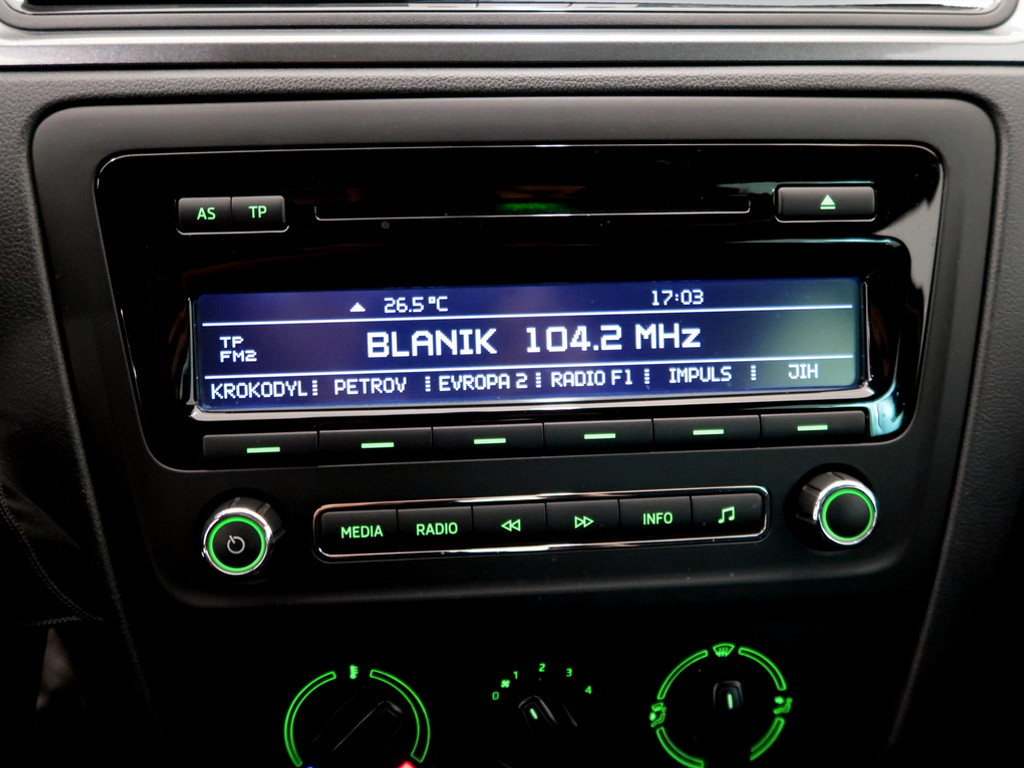 AS TP
26.5°C 17:03
TP
FM2
BLANIK 104.2 MHz
KROKODYL PETROV EVROPA 2 RADIO F1 IMPULS JIH
MEDIA RADIO INFO
0 1 2 3 4